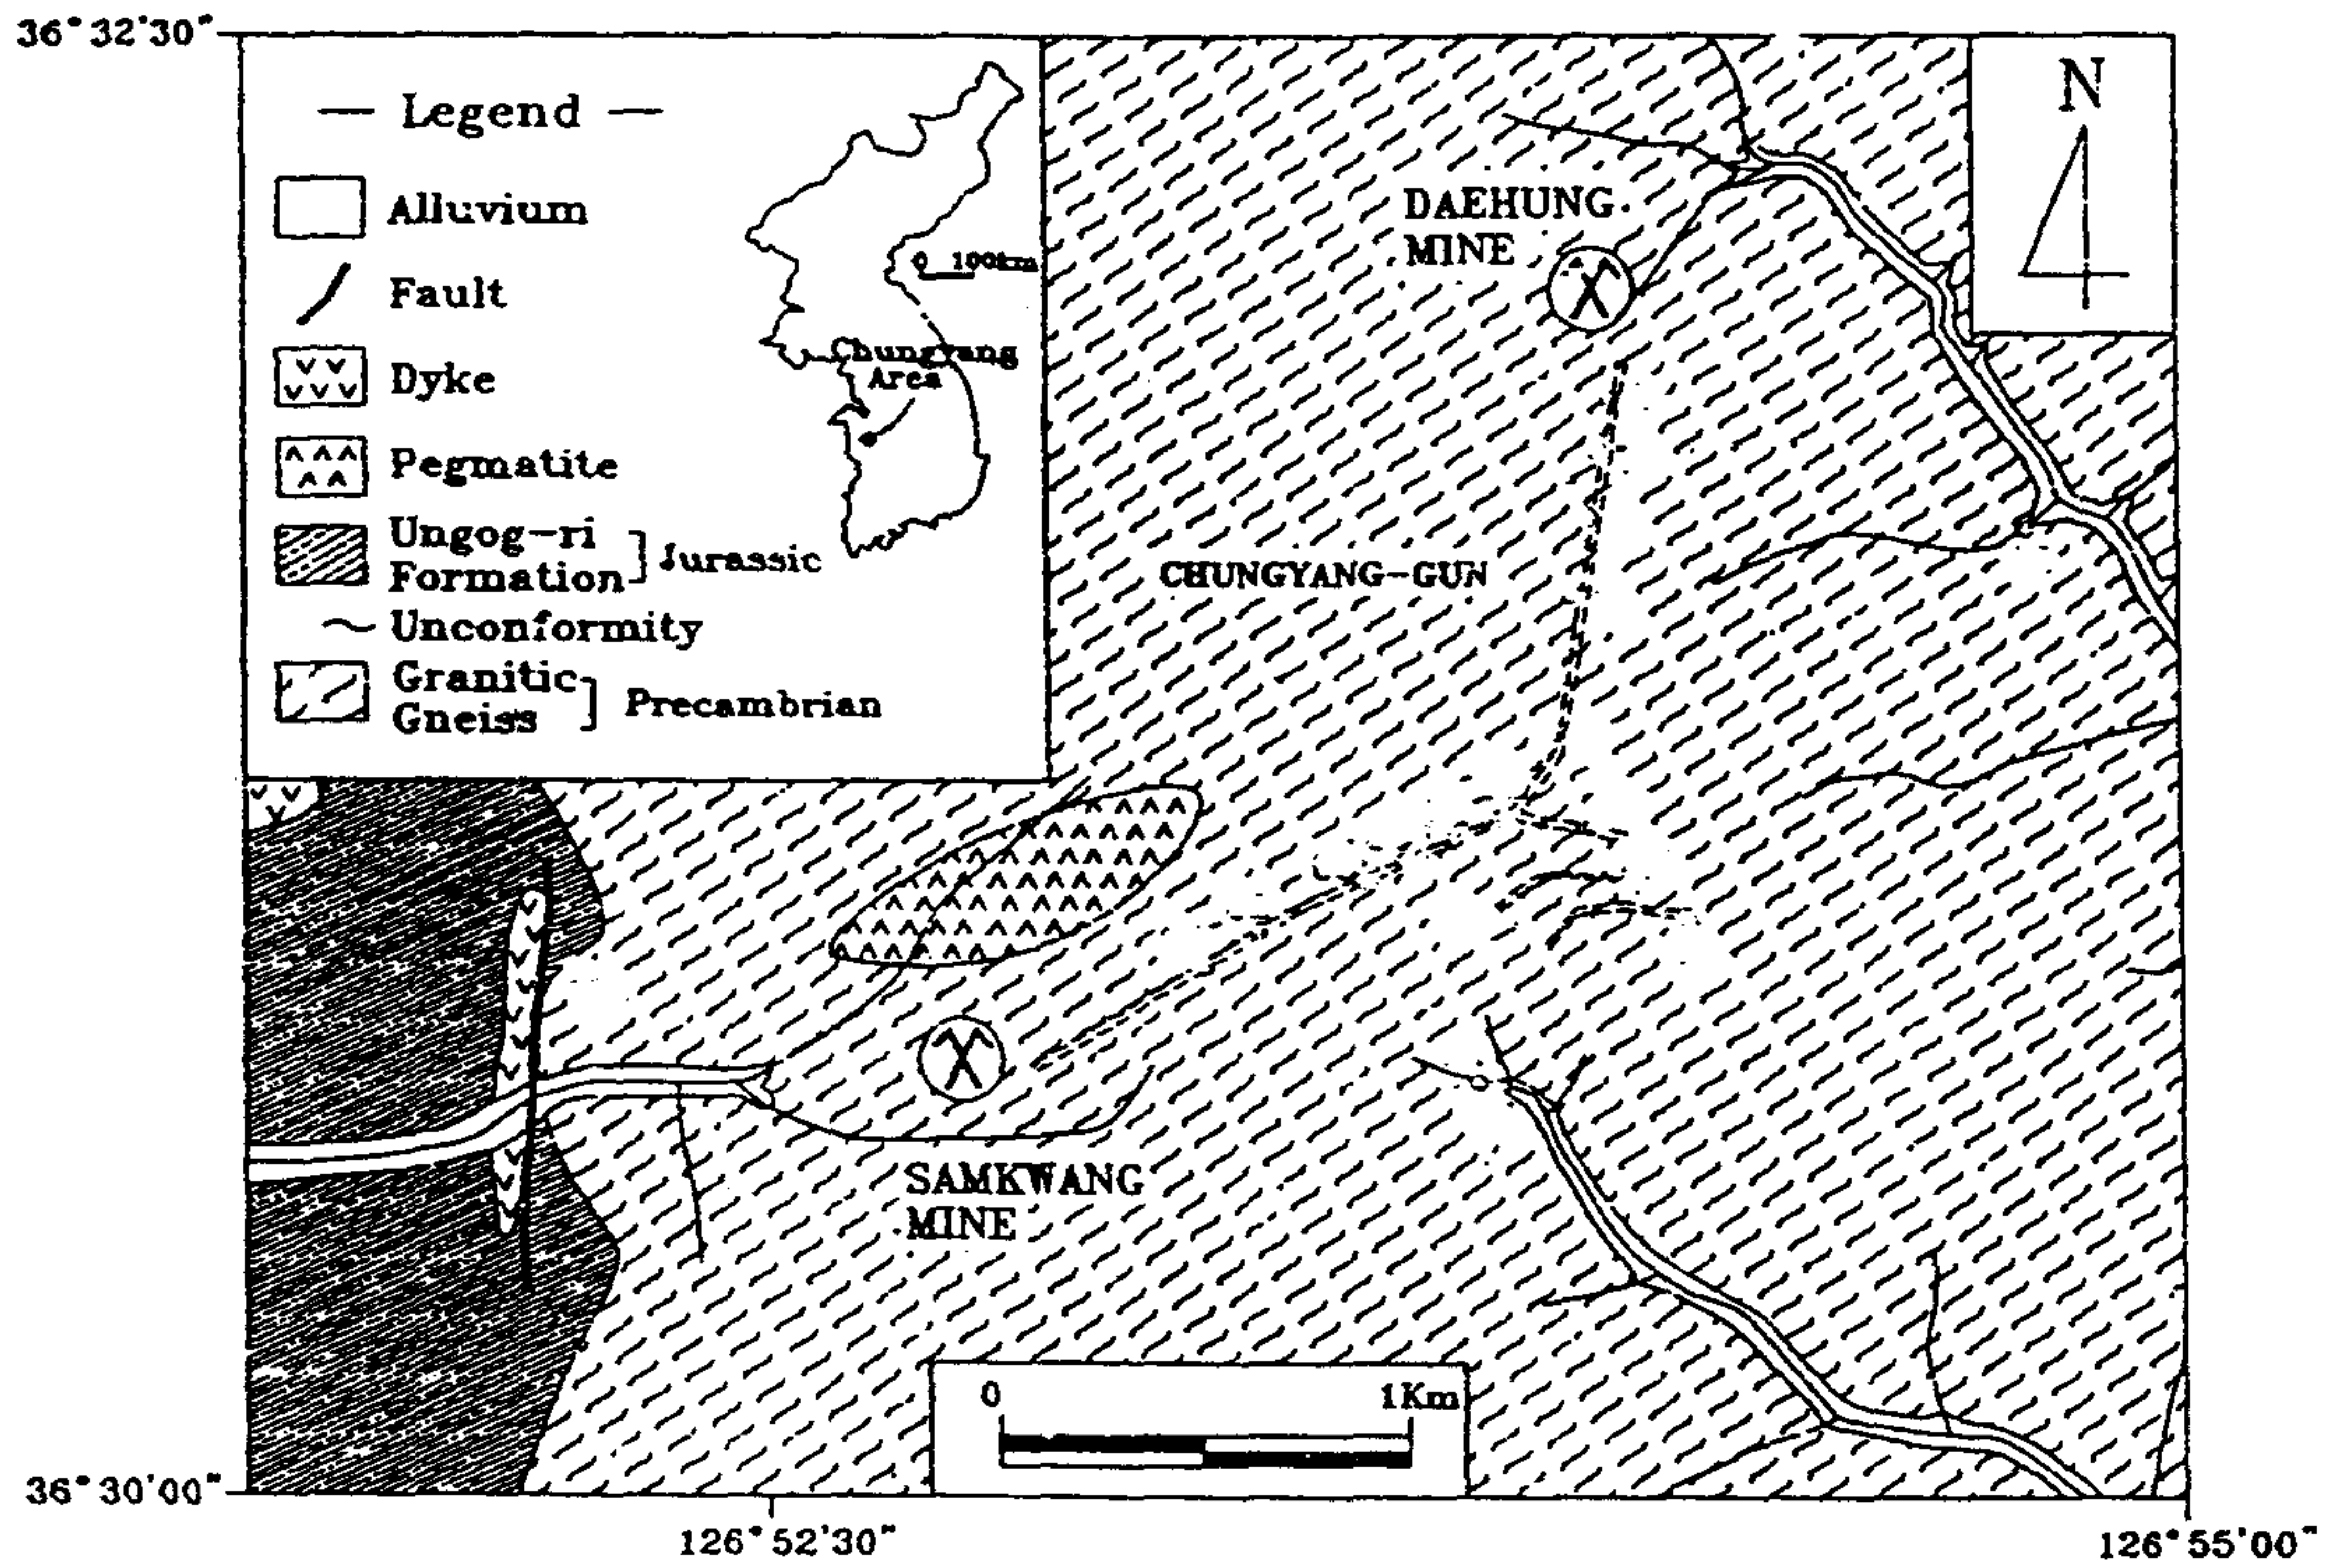 36°32'30"
— Legend —
Alluvium
Fault
Dyke
Pegmatite
Ungog-ri
Formation
Jurassic
Unconformity
Granitic
Gneiss
Precambrian
0 100km
Chungyang
Area
N
DAEHUNG
MINE
CHUNGYANG-GUN
SAMKWANG
MINE
0 1Km
36°30'00"
126°52'30"
126°55'00"